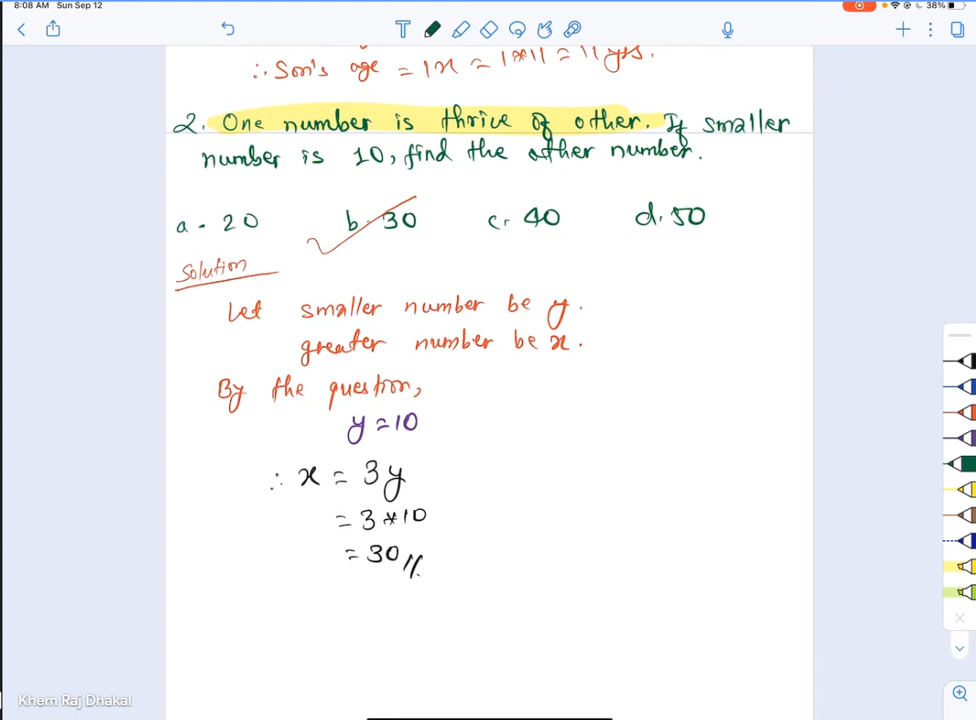 8:08 AM Sun Sep 12
38%
∴ Son's age = 1x = 1*11 = 11 yrs.
2. One number is thrive of other. If smaller
number is 10, find the other number.
a. 20 b. 30 c. 40 d. 50
Solution
Let smaller number be y.
greater number be x.
By the question,
y = 10
∴ x = 3y
= 3*10
= 30//.
Khem Raj Dhakal